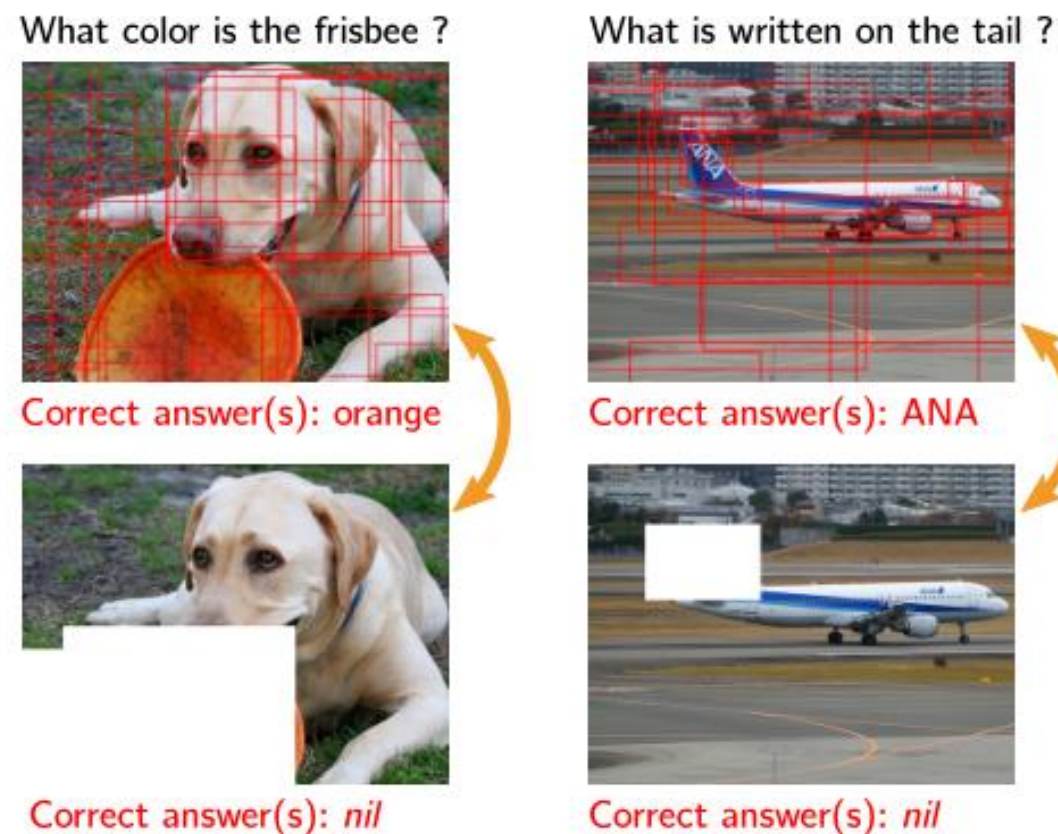 What color is the frisbee ?
What is written on the tail ?
ANA
Correct answer(s): orange
Correct answer(s): ANA
Correct answer(s): nil
Correct answer(s): nil